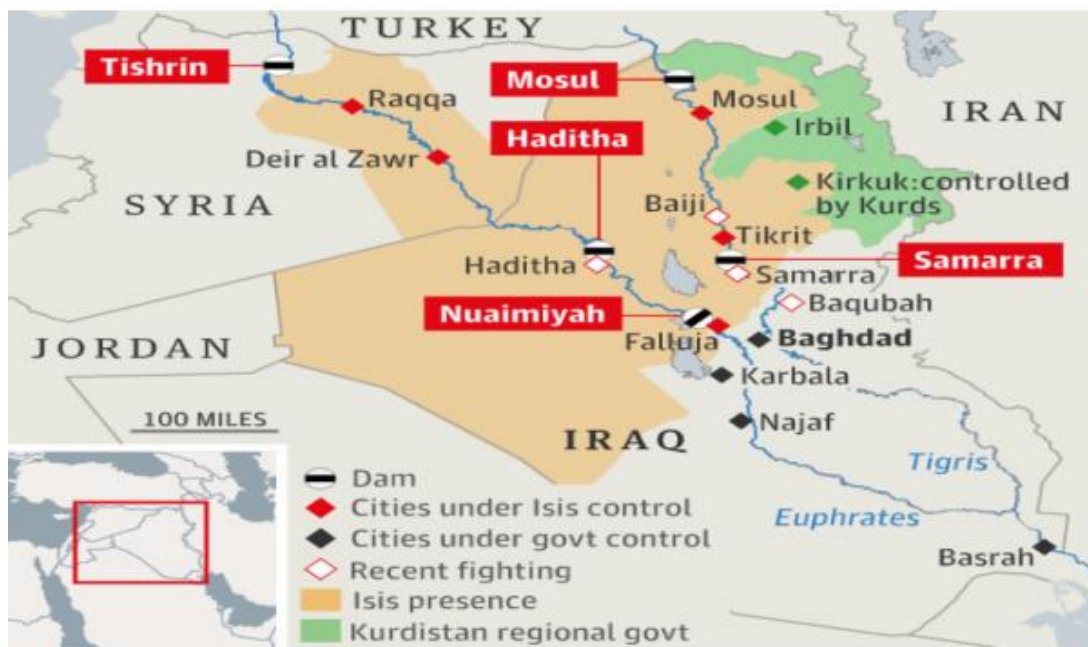 TURKEY
Tishrin
Mosul
Raqqa
Mosul
IRAN
Haditha
Irbil
Deir al Zawr
SYRIA
Kirkuk:controlled
by Kurds
Baiji
Tikrit
Haditha
Samarra
Samarra
Nuaimiyah
Baqubah
Falluja
Baghdad
JORDAN
Karbala
100 MILES
Najaf
IRAQ
Tigris
Euphrates
Basrah
Dam
Cities under Isis control
Cities under govt control
Recent fighting
Isis presence
Kurdistan regional govt